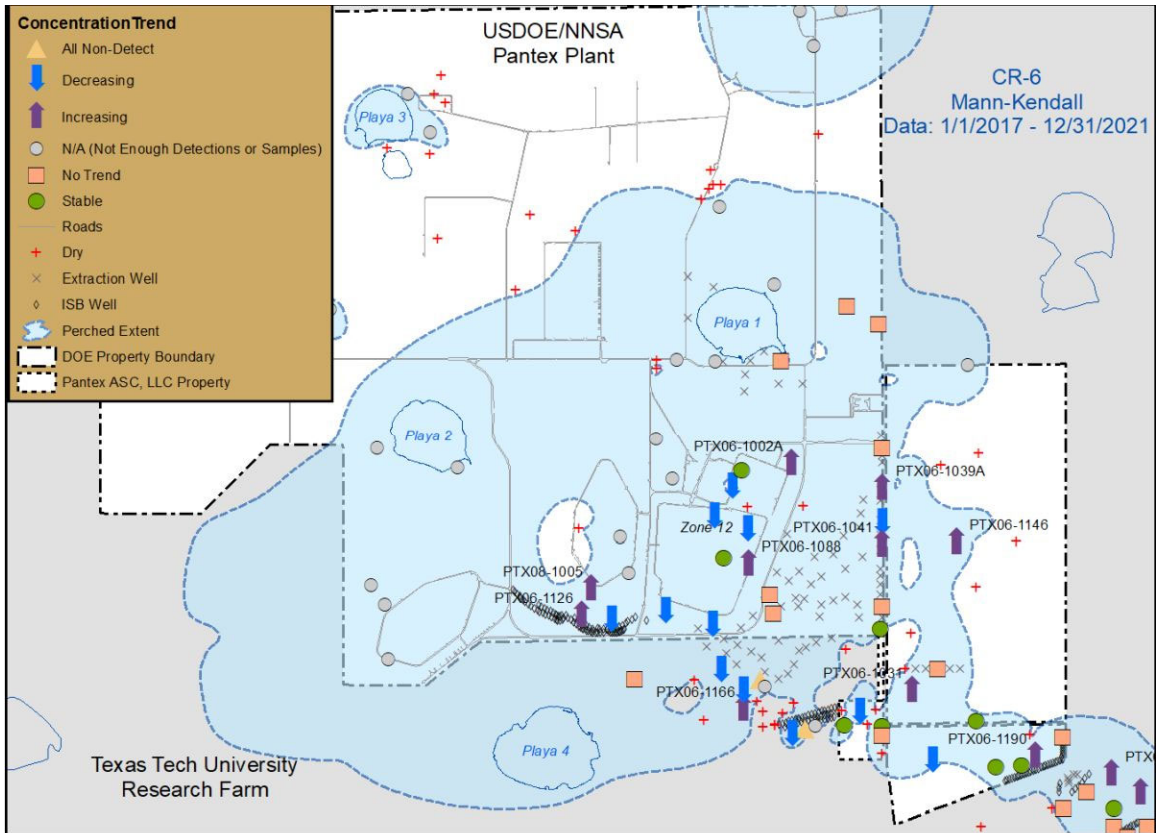 ConcentrationTrend
All Non-Detect
Decreasing
Increasing
N/A (Not Enough Detections or Samples)
No Trend
Stable
Roads
Dry
Extraction Well
ISB Well
Perched Extent
DOE Property Boundary
Pantex ASC, LLC Property
USDOE/NNSA
Pantex Plant
CR-6
Mann-Kendall
Data: 1/1/2017 - 12/31/2021
Playa 3
Playa 1
Playa 2
PTX06-1002A
PTX06-1039A
Zone 12
PTX06-1041
PTX06-1146
PTX06-1088
PTX08-1005
PTX06-1126
PTX06-1031
PTX06-1166
Playa 4
PTX06-1190
Texas Tech University
Research Farm